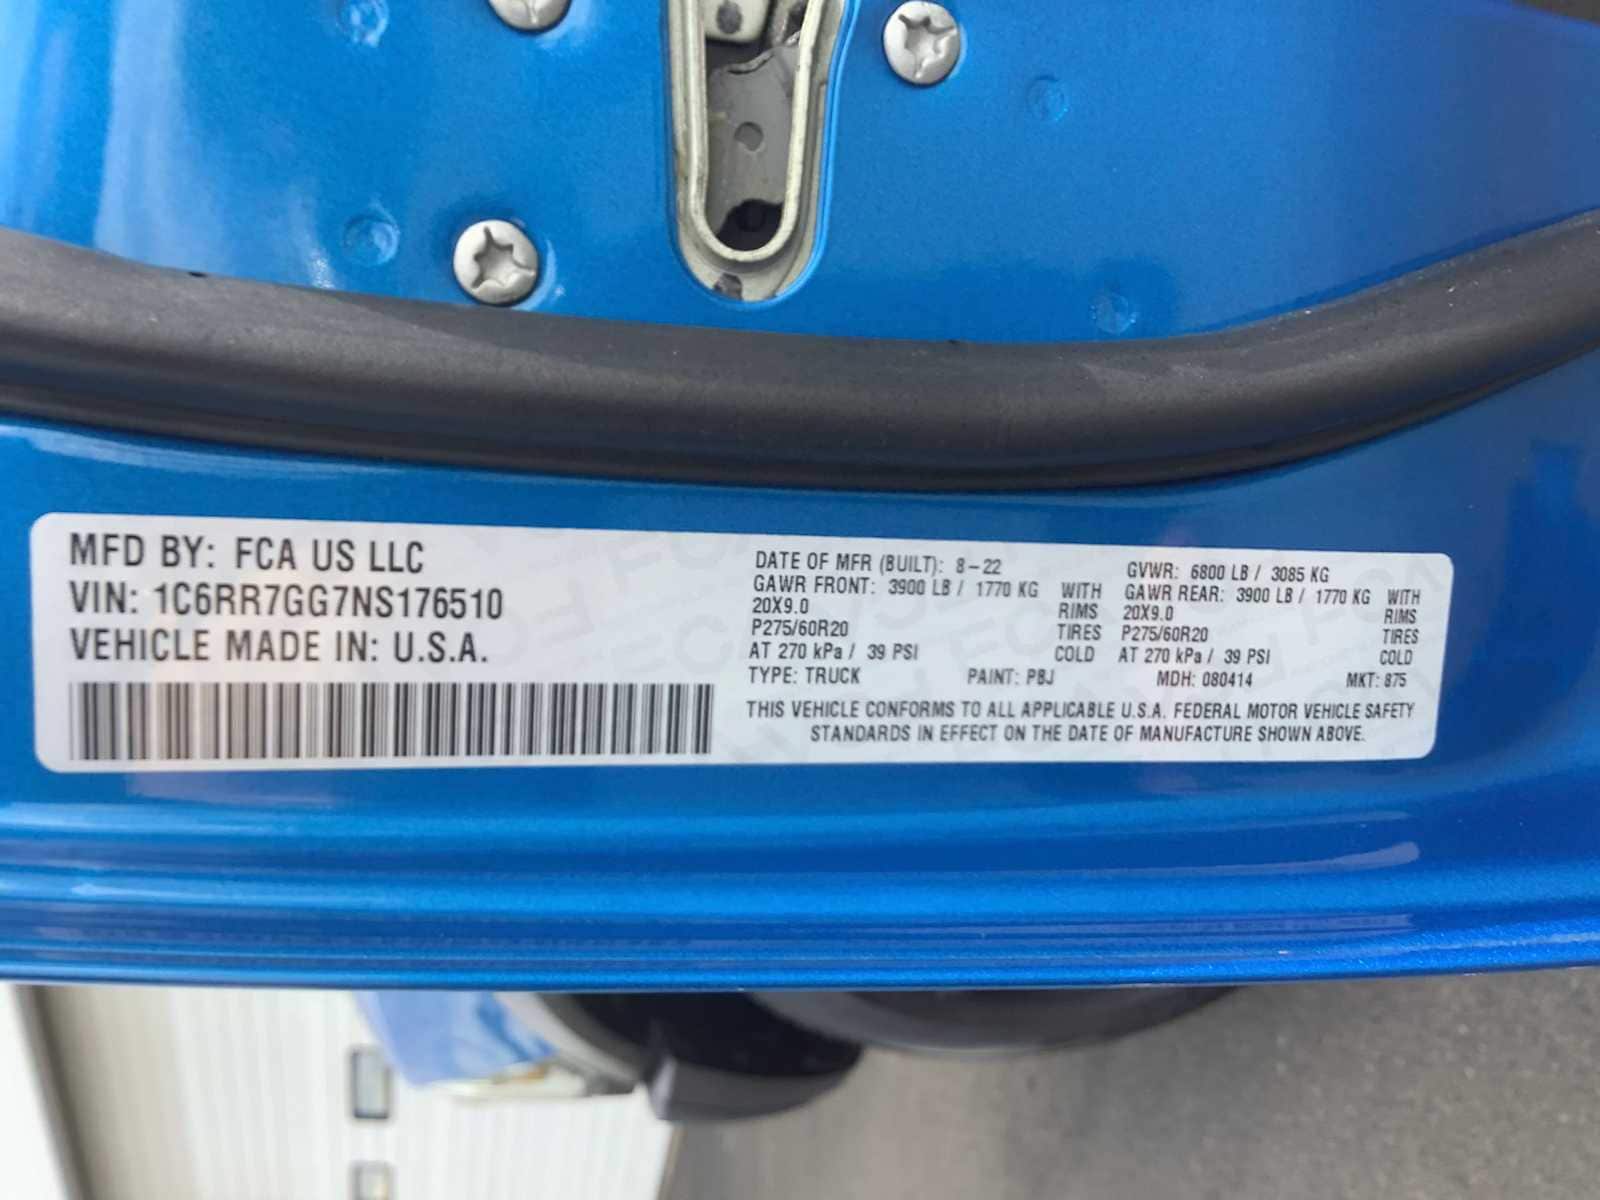 MFD BY: FCA US LLC
VIN: 1C6RR7GG7NS176510
VEHICLE MADE IN: U.S.A.
DATE OF MFR (BUILT): 8-22 GVWR: 6800 LB / 3085 KG
GAWR FRONT: 3900 LB / 1770 KG WITH GAWR REAR: 3900 LB / 1770 KG WITH
20X9.0 RIMS 20X9.0 RIMS
P275/60R20 TIRES P275/60R20 TIRES
AT 270 kPa / 39 PSI COLD AT 270 kPa / 39 PSI COLD
TYPE: TRUCK PAINT: PBJ MDH: 080414 MKT: 875
THIS VEHICLE CONFORMS TO ALL APPLICABLE U.S.A. FEDERAL MOTOR VEHICLE SAFETY
STANDARDS IN EFFECT ON THE DATE OF MANUFACTURE SHOWN ABOVE.